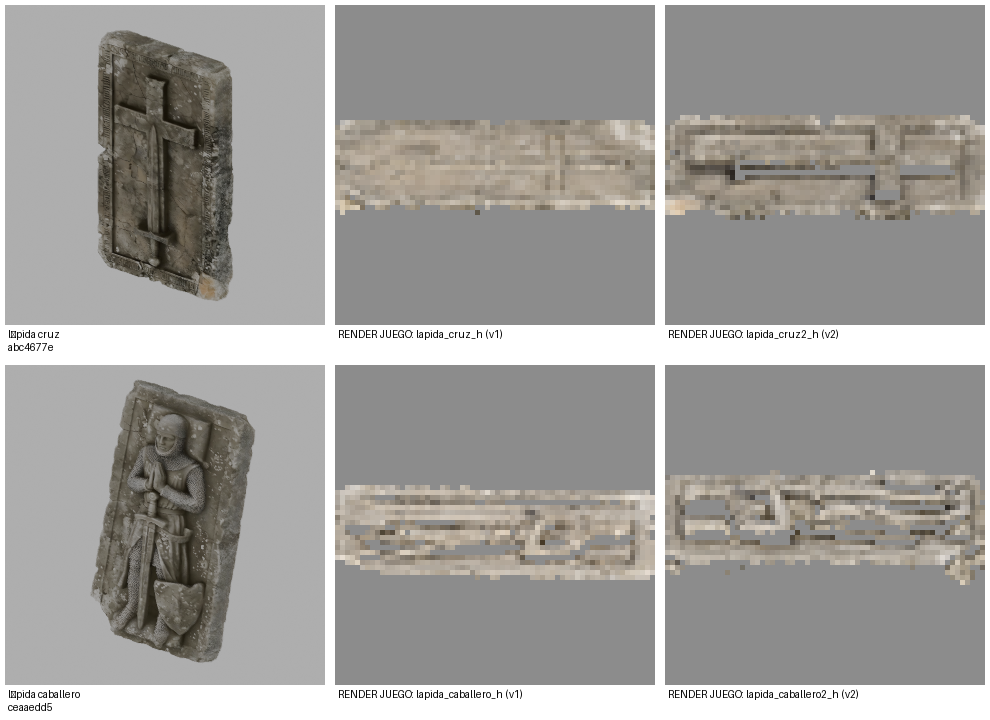 l▯pida cruz
abc4677e
RENDER JUEGO: lapida_cruz_h (v1)
RENDER JUEGO: lapida_cruz2_h (v2)
l▯pida caballero
ceaaedd5
RENDER JUEGO: lapida_caballero_h (v1)
RENDER JUEGO: lapida_caballero2_h (v2)